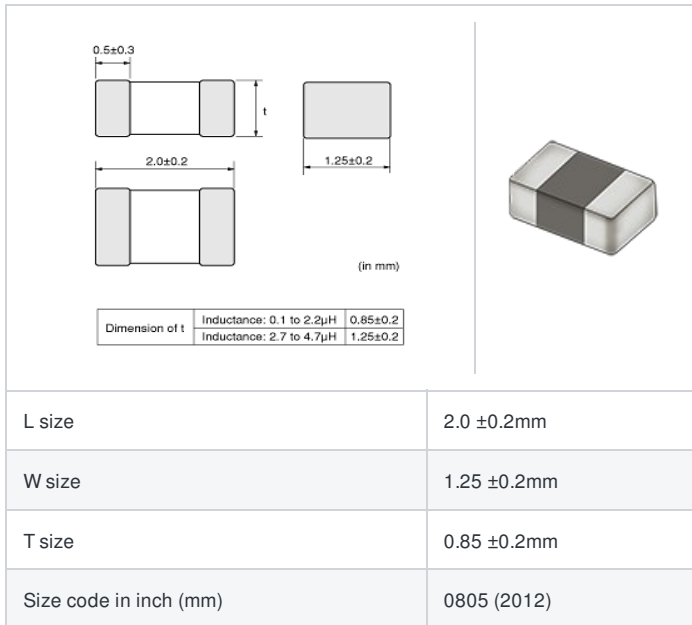 0.5±0.3
t
2.0±0.2
1.25±0.2
(in mm)
Dimension of t
Inductance: 0.1 to 2.2μH 0.85±0.2
Inductance: 2.7 to 4.7μH 1.25±0.2
L size 2.0 ±0.2mm
W size 1.25 ±0.2mm
T size 0.85 ±0.2mm
Size code in inch (mm) 0805 (2012)